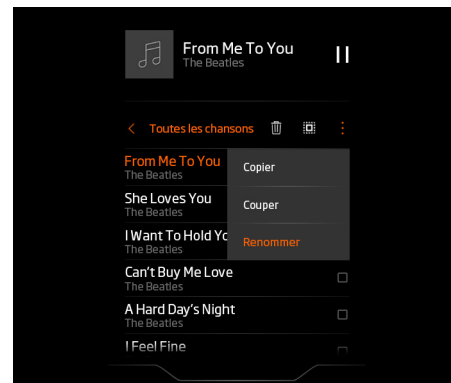 From Me To You
The Beatles
Toutes les chansons
From Me To You
The Beatles
Copier
She Loves You
The Beatles
Couper
I Want To Hold Yo
The Beatles
Renommer
Can't Buy Me Love
The Beatles
A Hard Day's Night
The Beatles
I Feel Fine